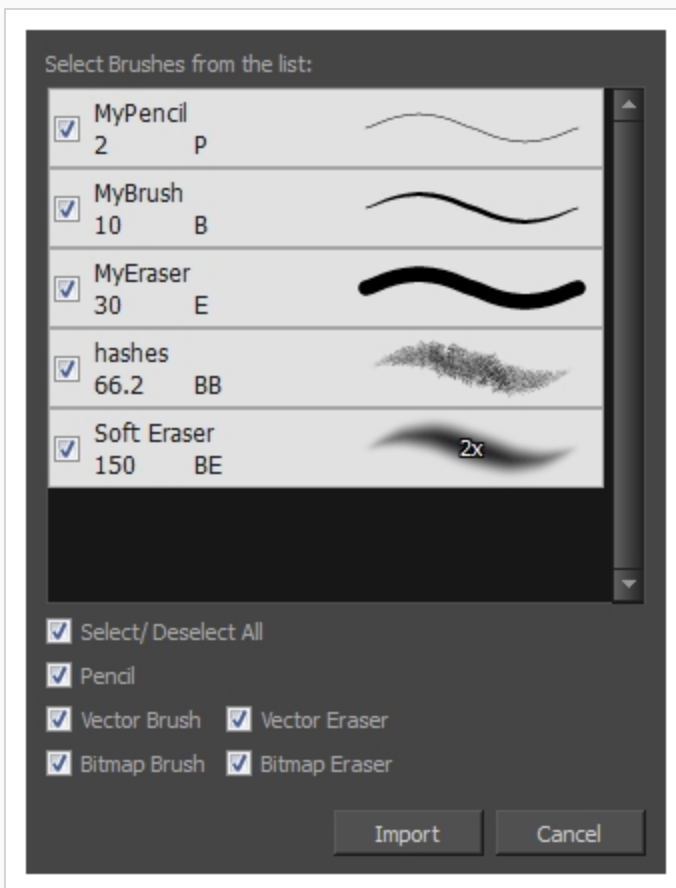 Select Brushes from the list:
MyPencil
2 P
MyBrush
10 B
MyEraser
30 E
hashes
66.2 BB
Soft Eraser
150 BE
2x
Select/ Deselect All
Pencil
Vector Brush Vector Eraser
Bitmap Brush Bitmap Eraser
Import Cancel